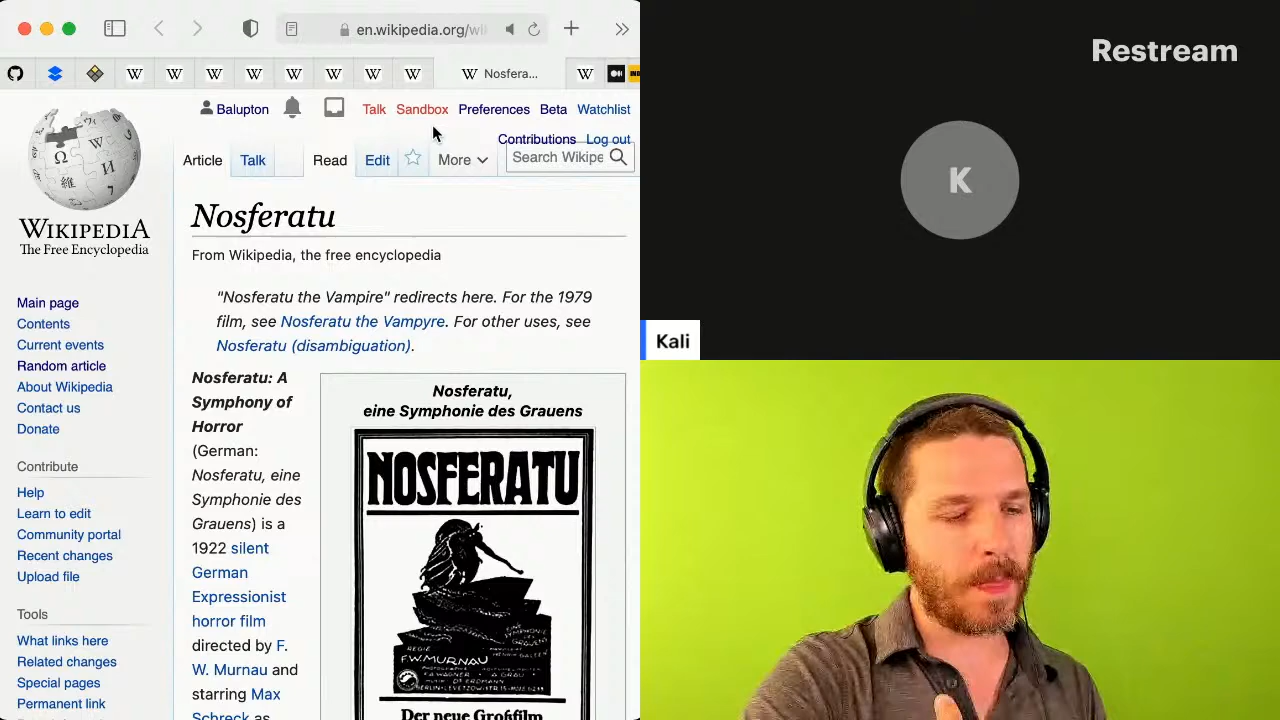 en.wikipedia.org/wi
Nosfera...
Balupton
Talk
Sandbox
Preferences
Beta
Watchlist
Contributions
Log out
Article
Talk
Read
Edit
More
Search Wikipe
WIKIPEDIA
The Free Encyclopedia
Main page
Contents
Current events
Random article
About Wikipedia
Contact us
Donate
Contribute
Help
Learn to edit
Community portal
Recent changes
Upload file
Tools
What links here
Related changes
Special pages
Permanent link
Nosferatu
From Wikipedia, the free encyclopedia
"Nosferatu the Vampire" redirects here. For the 1979
film, see Nosferatu the Vampyre. For other uses, see
Nosferatu (disambiguation).
Nosferatu: A
Symphony of
Horror
(German:
Nosferatu, eine
Symphonie des
Grauens) is a
1922 silent
German
Expressionist
horror film
directed by F.
W. Murnau and
starring Max
Schreck as
Nosferatu,
eine Symphonie des Grauens
NOSFERATU
REGIE
F.W. MURNAU
Der neue Großfilm
Restream
K
Kali